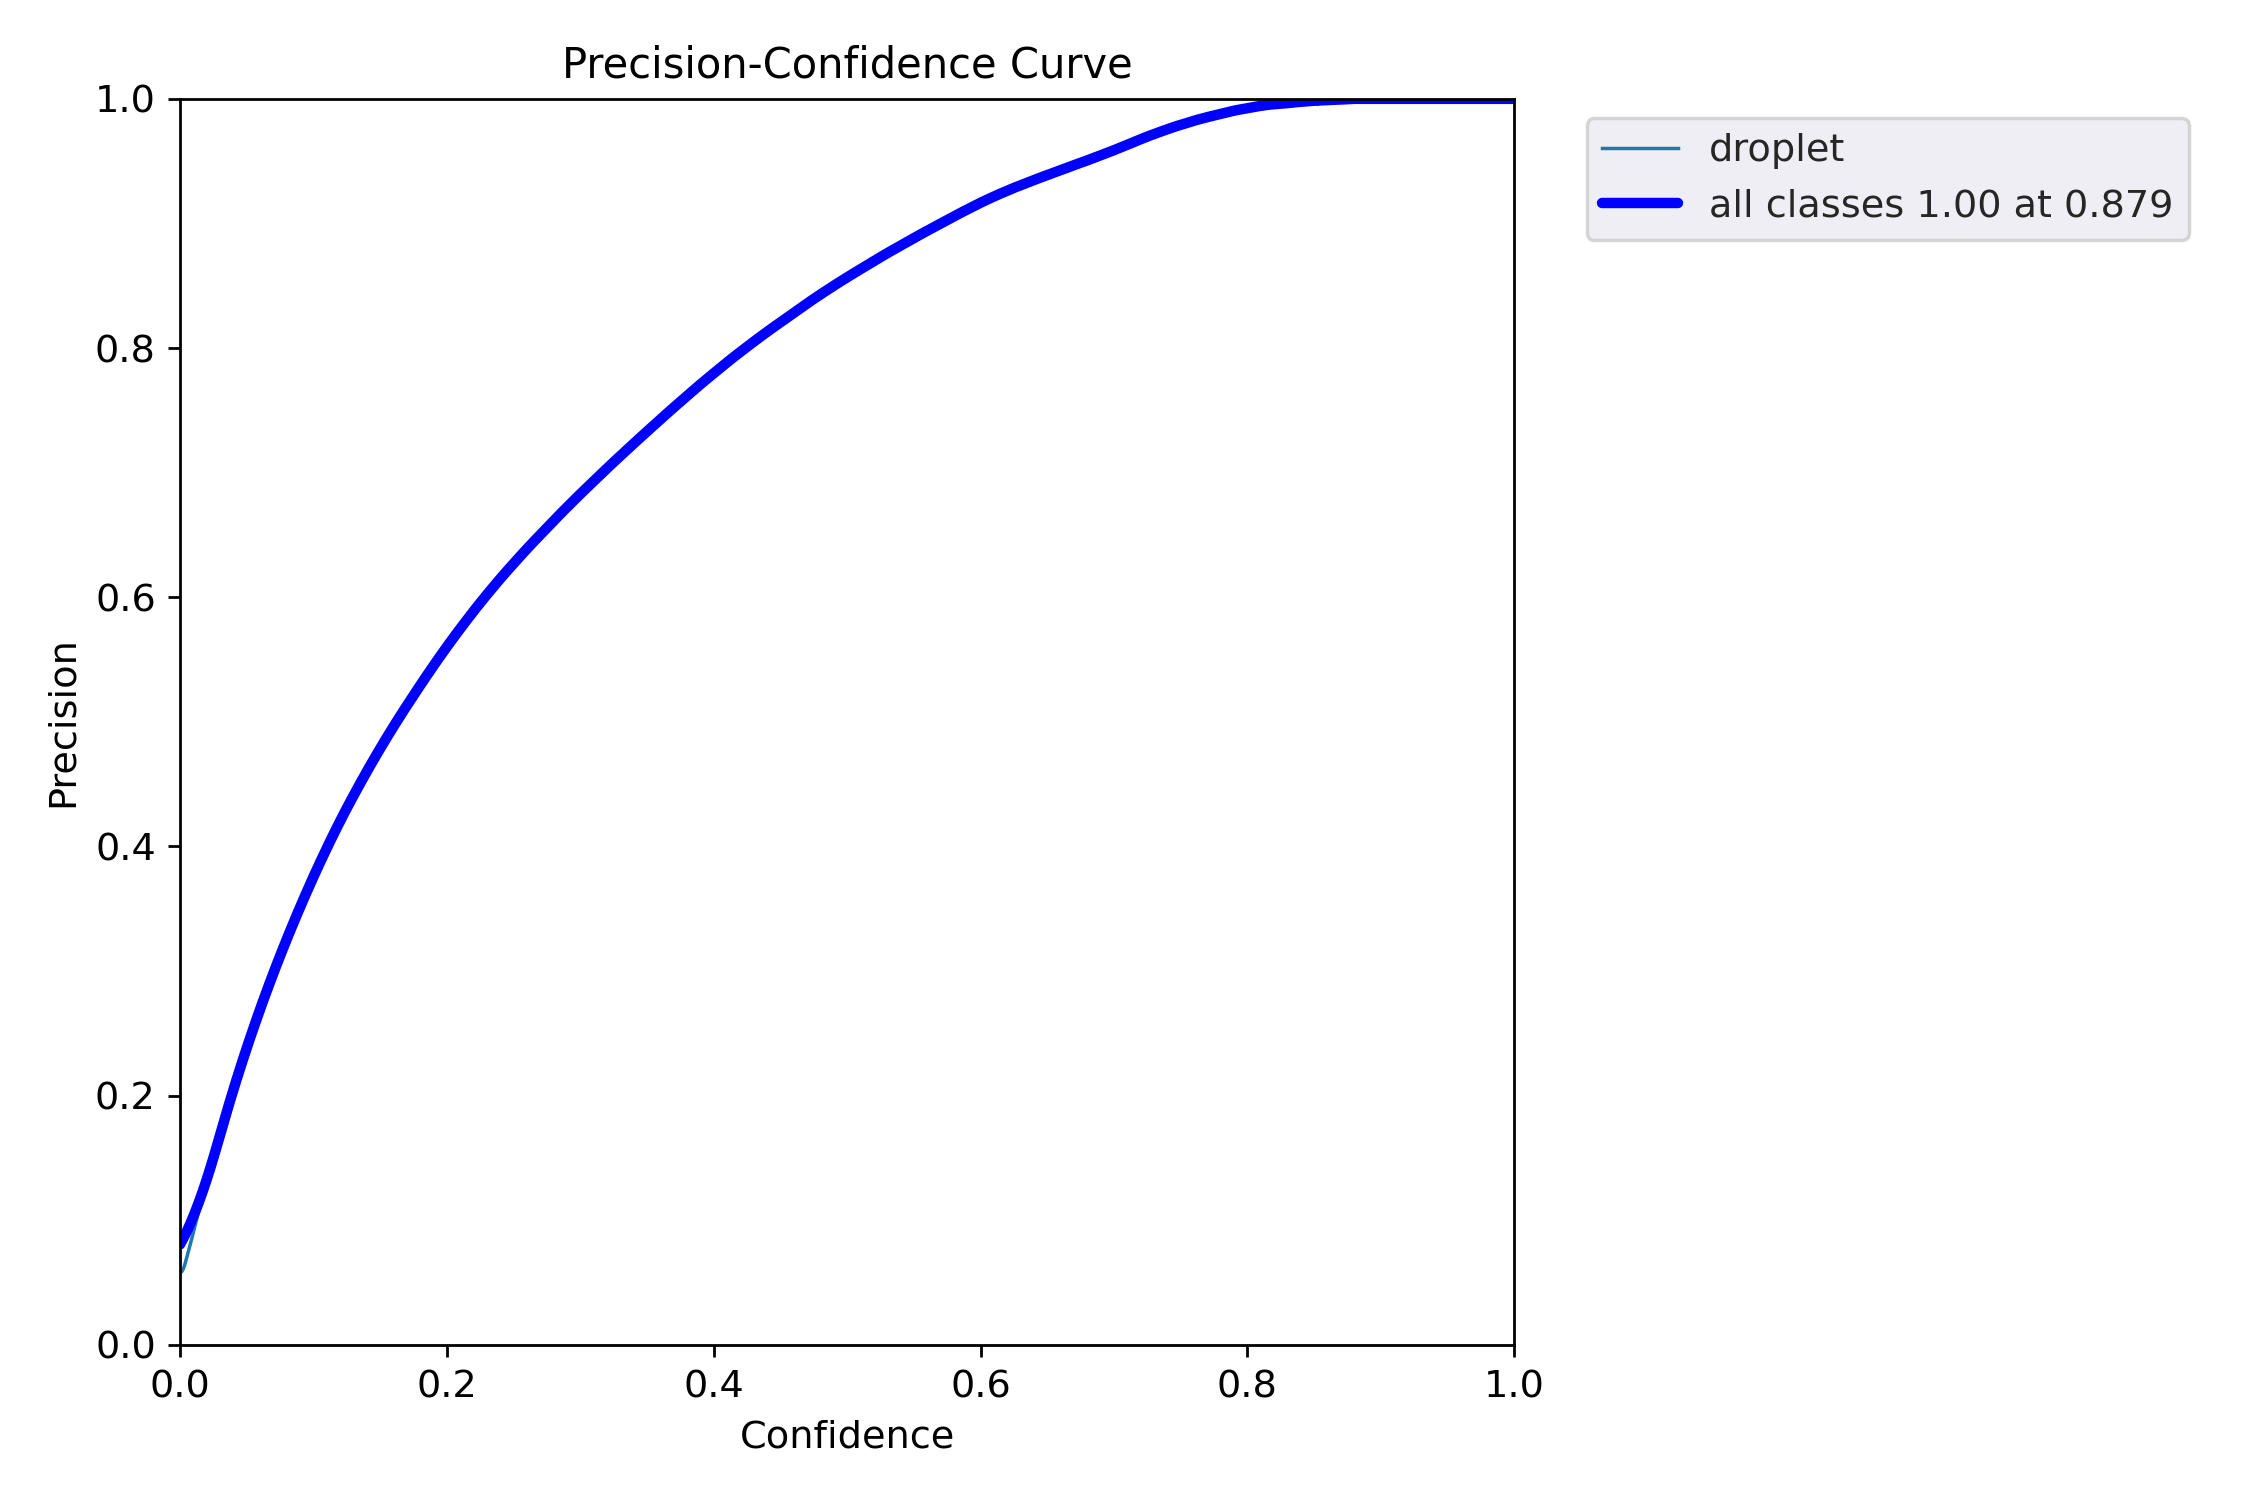 Precision-Confidence Curve
droplet
all classes 1.00 at 0.879
Precision
1.0
0.8
0.6
0.4
0.2
0.0
0.0 0.2 0.4 0.6 0.8 1.0
Confidence